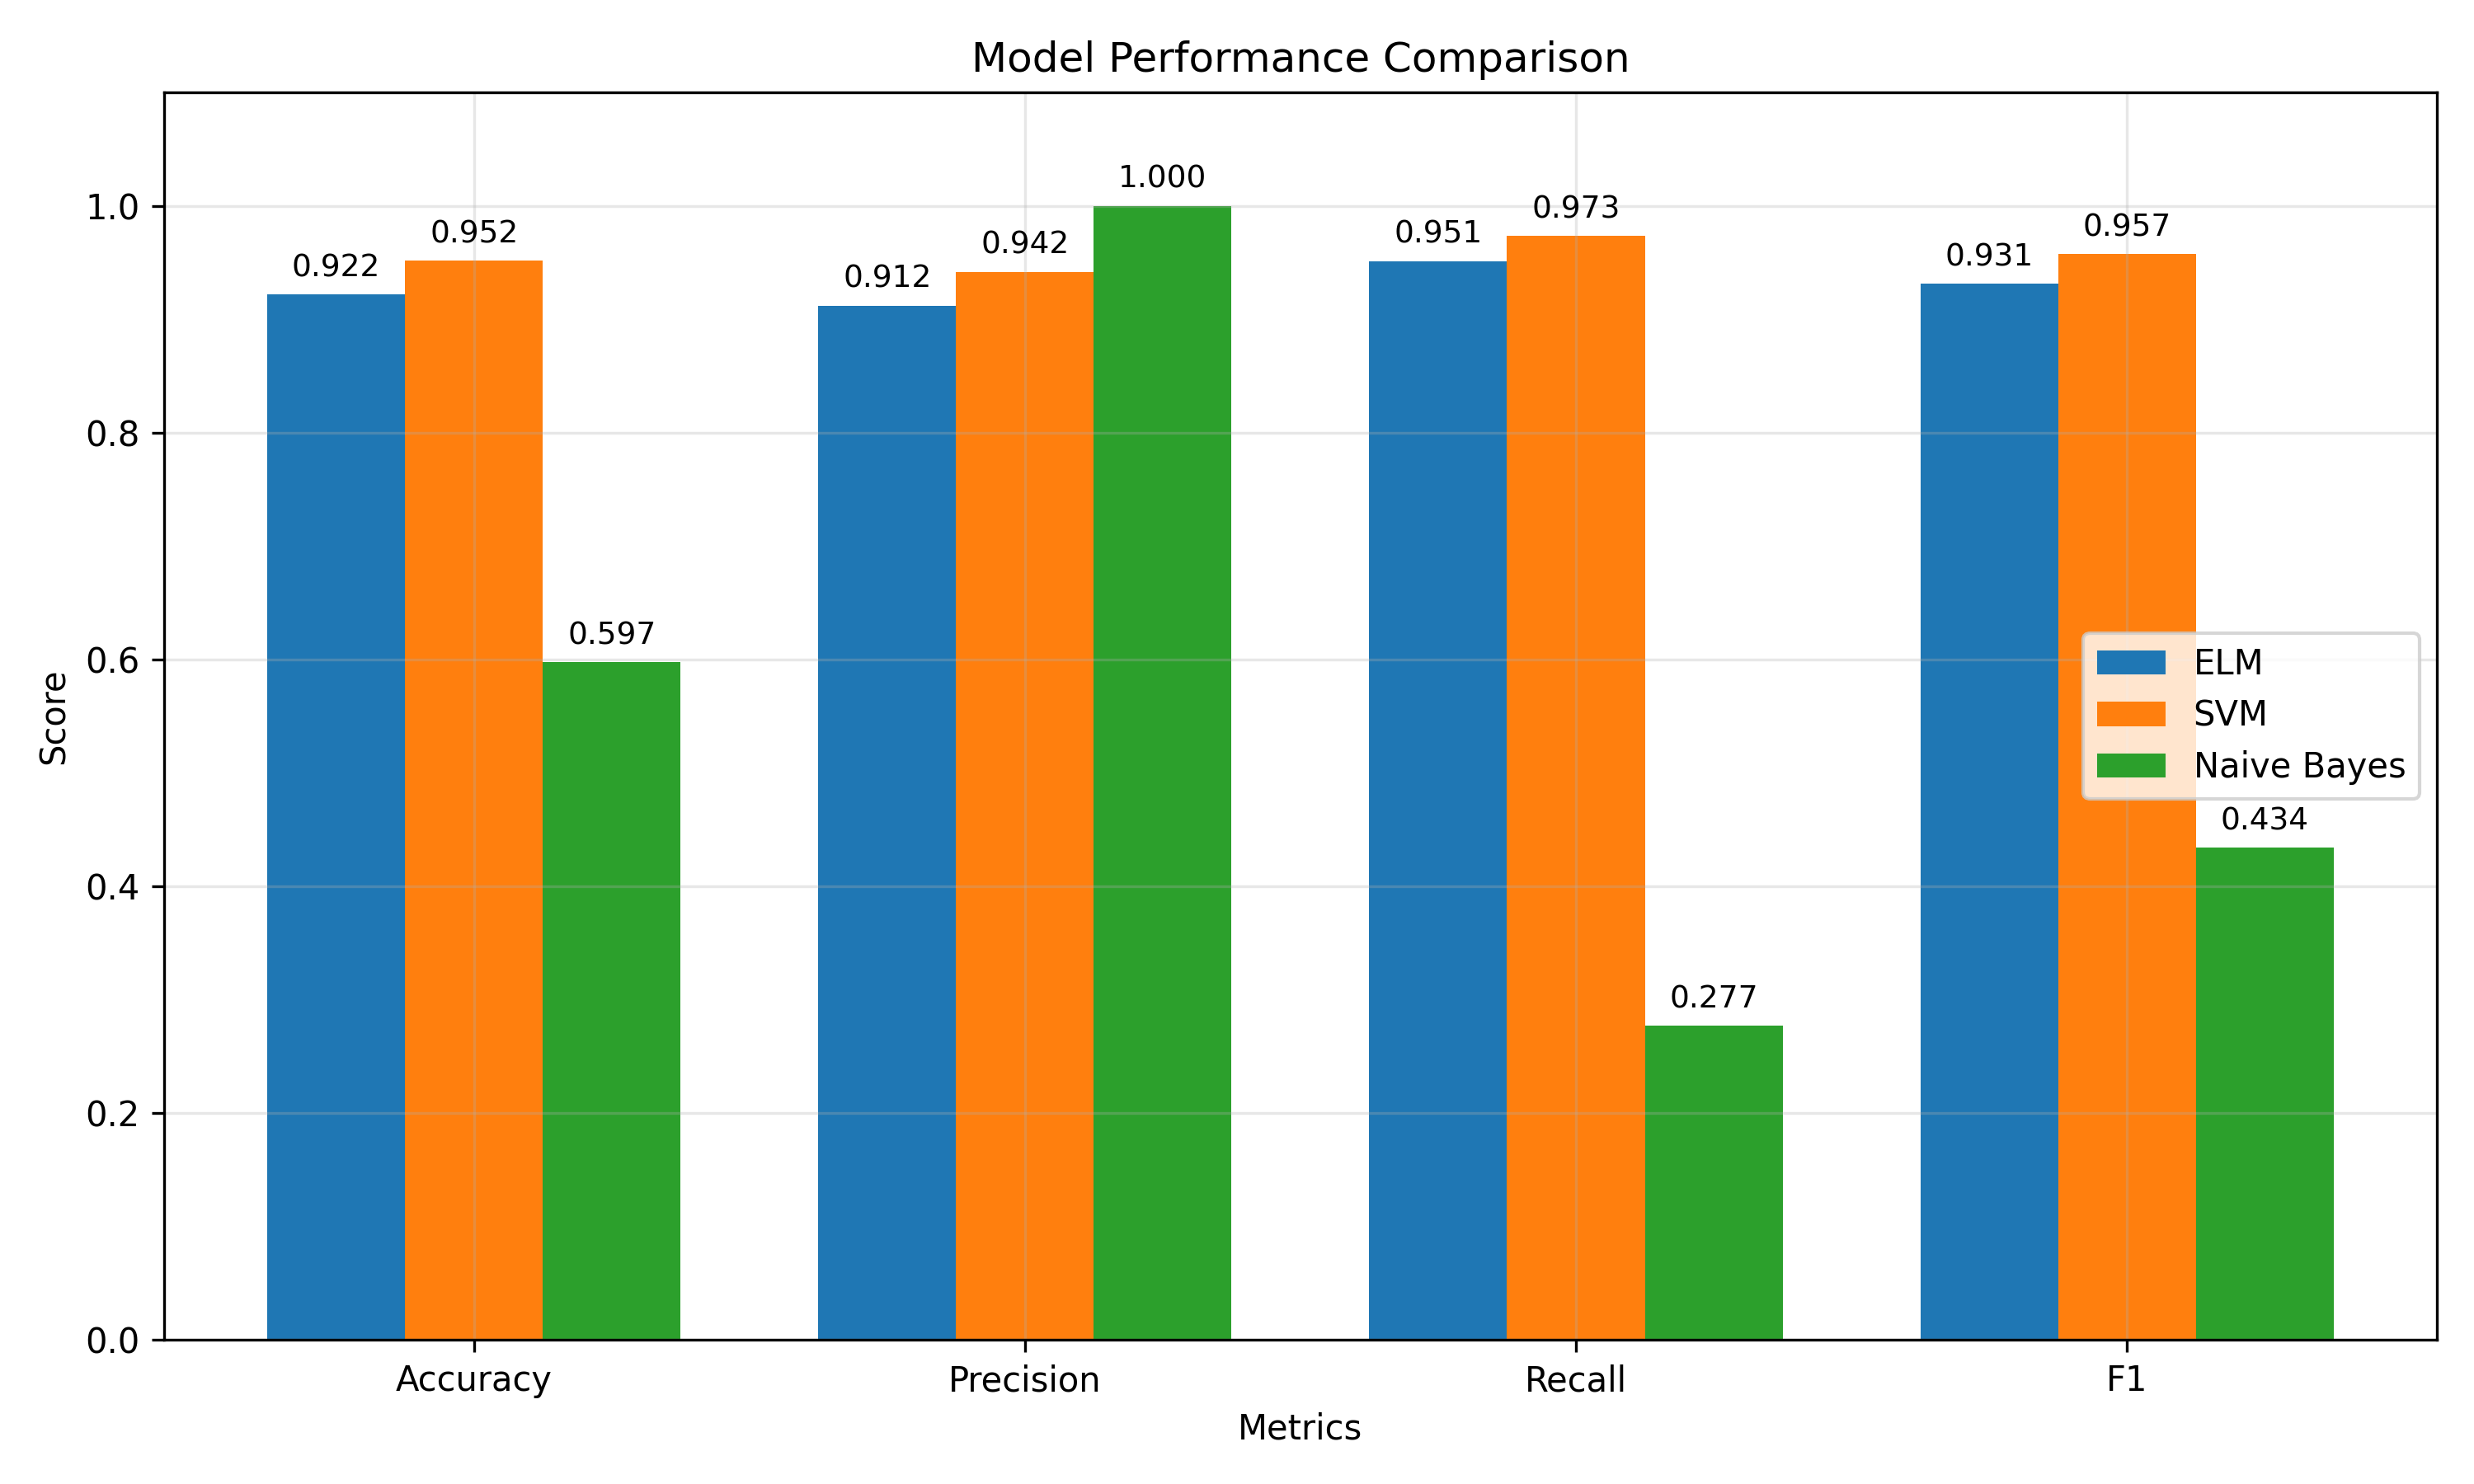 Model Performance Comparison
1.000
0.973
0.952
0.951
0.957
0.942
0.922
0.912
0.931
0.597
0.434
0.277
1.0
0.8
0.6
0.4
0.2
0.0
Score
ELM
SVM
Naive Bayes
Accuracy
Precision
Recall
F1
Metrics